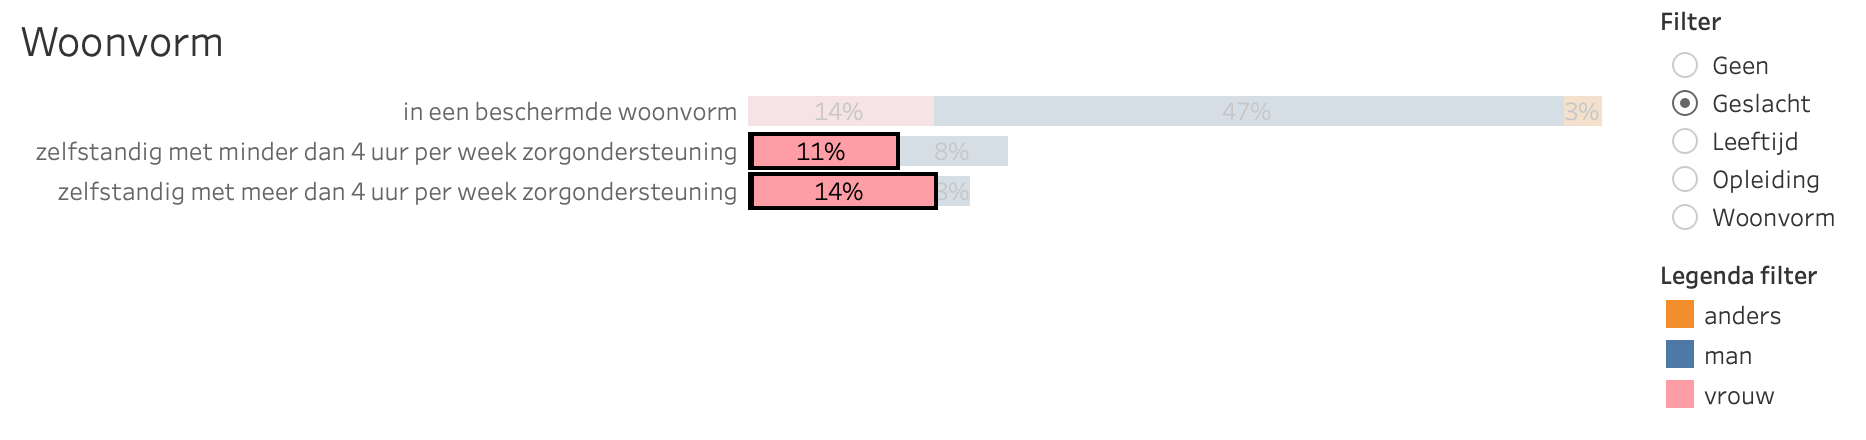 Woonvorm
in een beschermde woonvorm 14% 47% 3%
zelfstandig met minder dan 4 uur per week zorgondersteuning 11% 8%
zelfstandig met meer dan 4 uur per week zorgondersteuning 14% 3%
Filter
Geen
Geslacht
Leeftijd
Opleiding
Woonvorm
Legenda filter
anders
man
vrouw